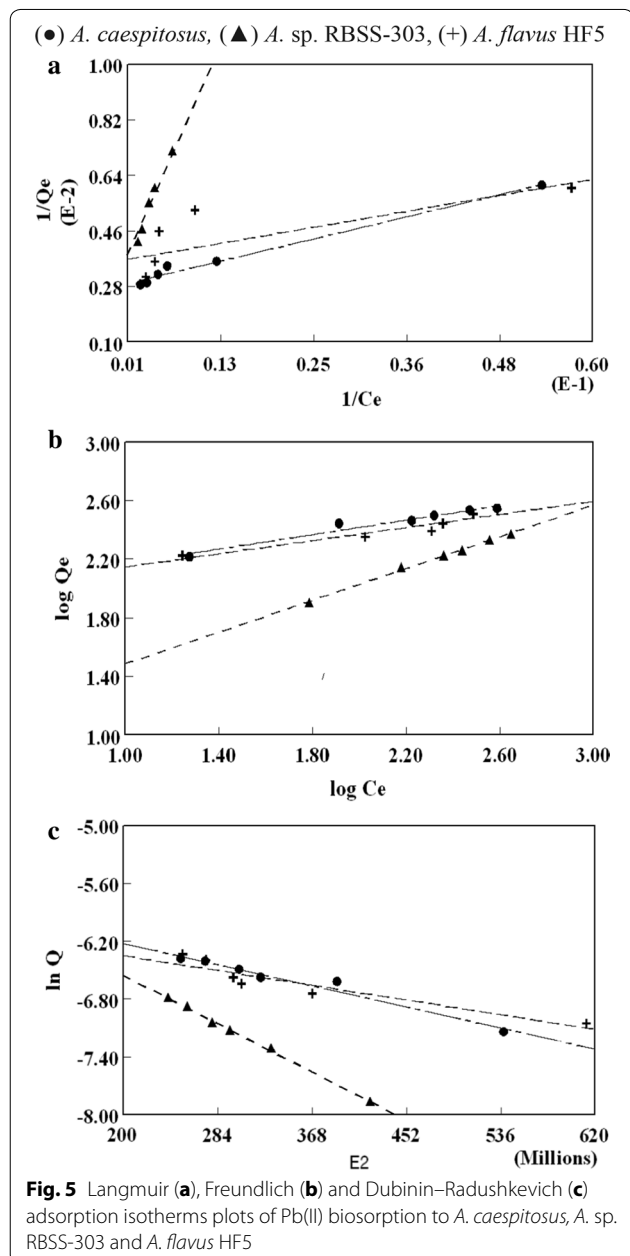 (●) A. caespitosus, (▲) A. sp. RBSS-303, (+) A. flavus HF5
a
1.00
0.82
0.64
0.46
0.28
0.10
1/Qe
(E-2)
0.01 0.13 0.25 0.36 0.48 0.60
1/Ce
(E-1)
b
3.00
2.60
2.20
1.80
1.40
1.00
log Qe
1.00 1.40 1.80 2.20 2.60 3.00
log Ce
c
-5.00
-5.60
-6.20
-6.80
-7.40
-8.00
ln Q
200 284 368 452 536 620
E2
(Millions)
Fig. 5 Langmuir (a), Freundlich (b) and Dubinin–Radushkevich (c)
adsorption isotherms plots of Pb(II) biosorption to A. caespitosus, A. sp.
RBSS-303 and A. flavus HF5